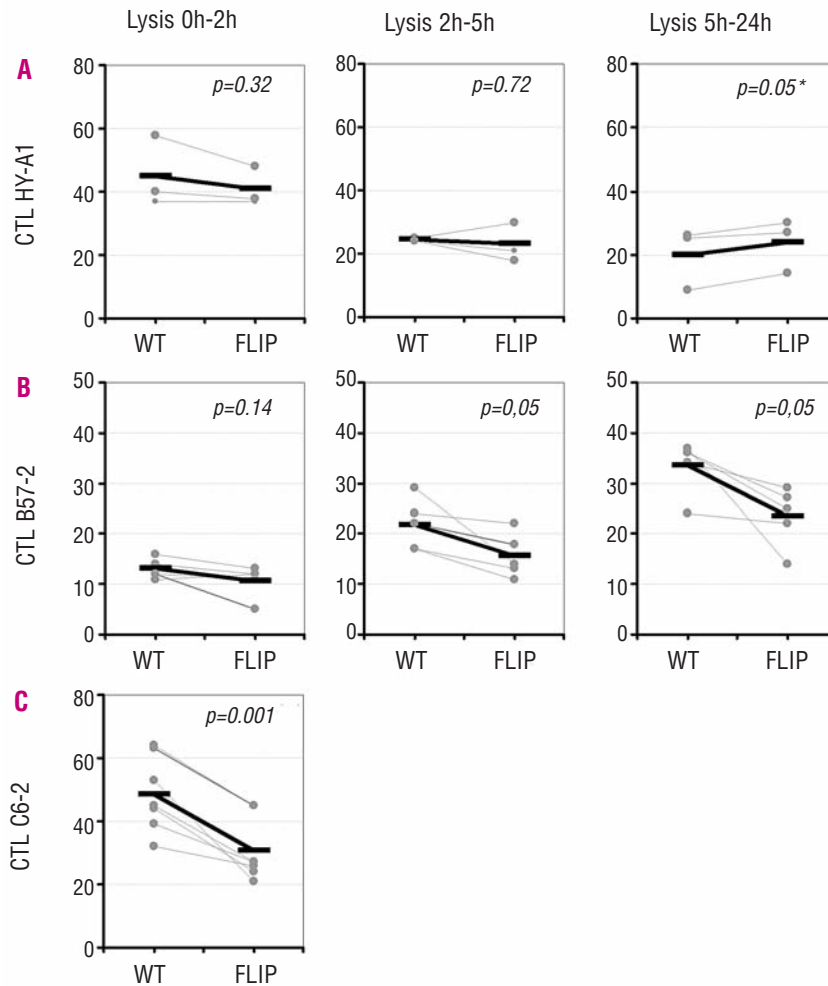 Lysis 0h-2h
Lysis 2h-5h
Lysis 5h-24h
A
CTL HY-A1
80
60
40
20
0
p=0.32
WT
FLIP
80
60
40
20
0
p=0.72
WT
FLIP
80
60
40
20
0
p=0.05*
WT
FLIP
B
CTL B57-2
50
40
30
20
10
0
p=0.14
WT
FLIP
50
40
30
20
10
0
p=0,05
WT
FLIP
50
40
30
20
10
0
p=0,05
WT
FLIP
C
CTL C6-2
80
60
40
20
0
p=0.001
WT
FLIP